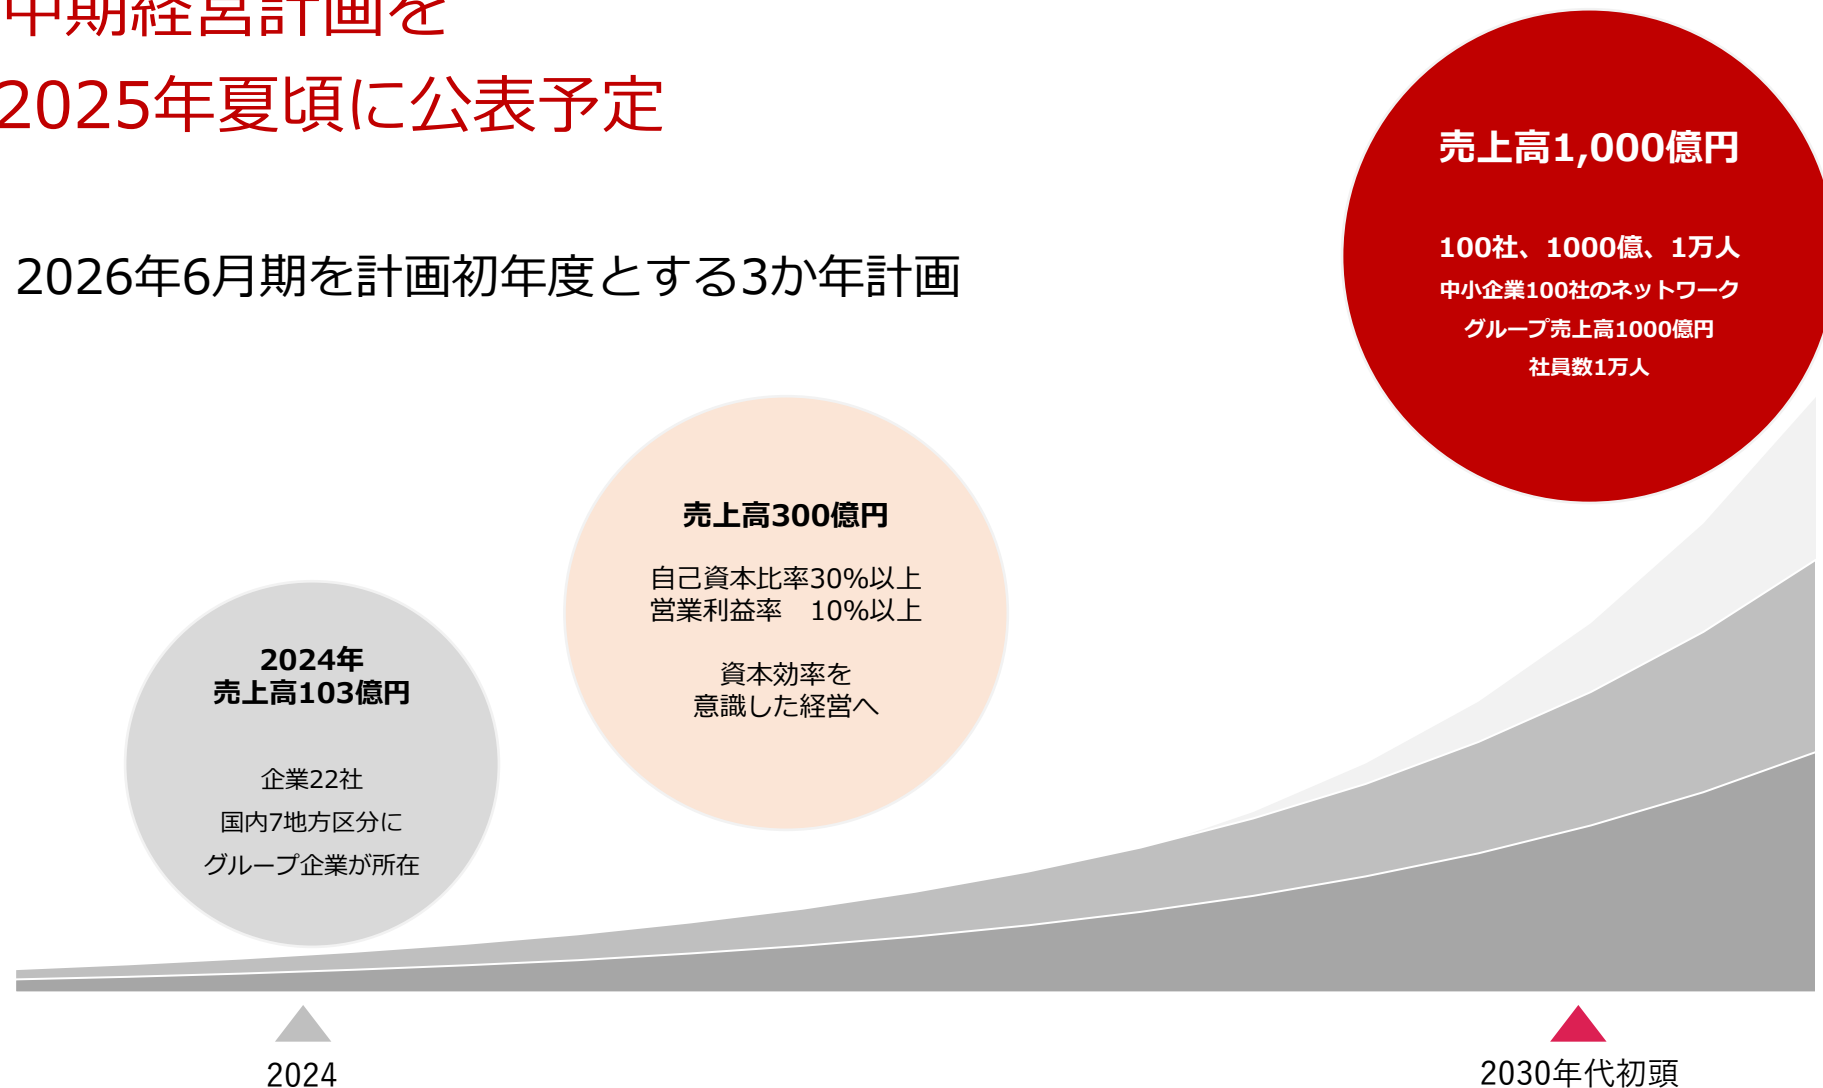 中期経営計画を
2025年夏頃に公表予定
2026年6月期を計画初年度とする3か年計画
売上高1,000億円
100社、1000億、1万人
中小企業100社のネットワーク
グループ売上高1000億円
社員数1万人
売上高300億円
自己資本比率30%以上
営業利益率　10%以上
資本効率を
意識した経営へ
2024年
売上高103億円
企業22社
国内7地方区分に
グループ企業が所在
2024
2030年代初頭